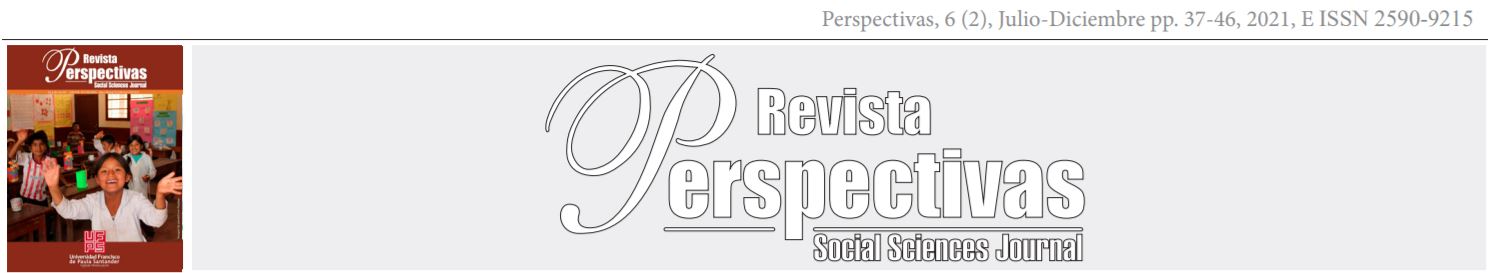 Perspectivas, 6 (2), Julio-Diciembre pp. 37-46, 2021, E ISSN 2590-9215
Revista
Perspectivas
Social Sciences Journal
UFPS
Universidad Francisco
de Paula Santander
Revista
Perspectivas
Social Sciences Journal